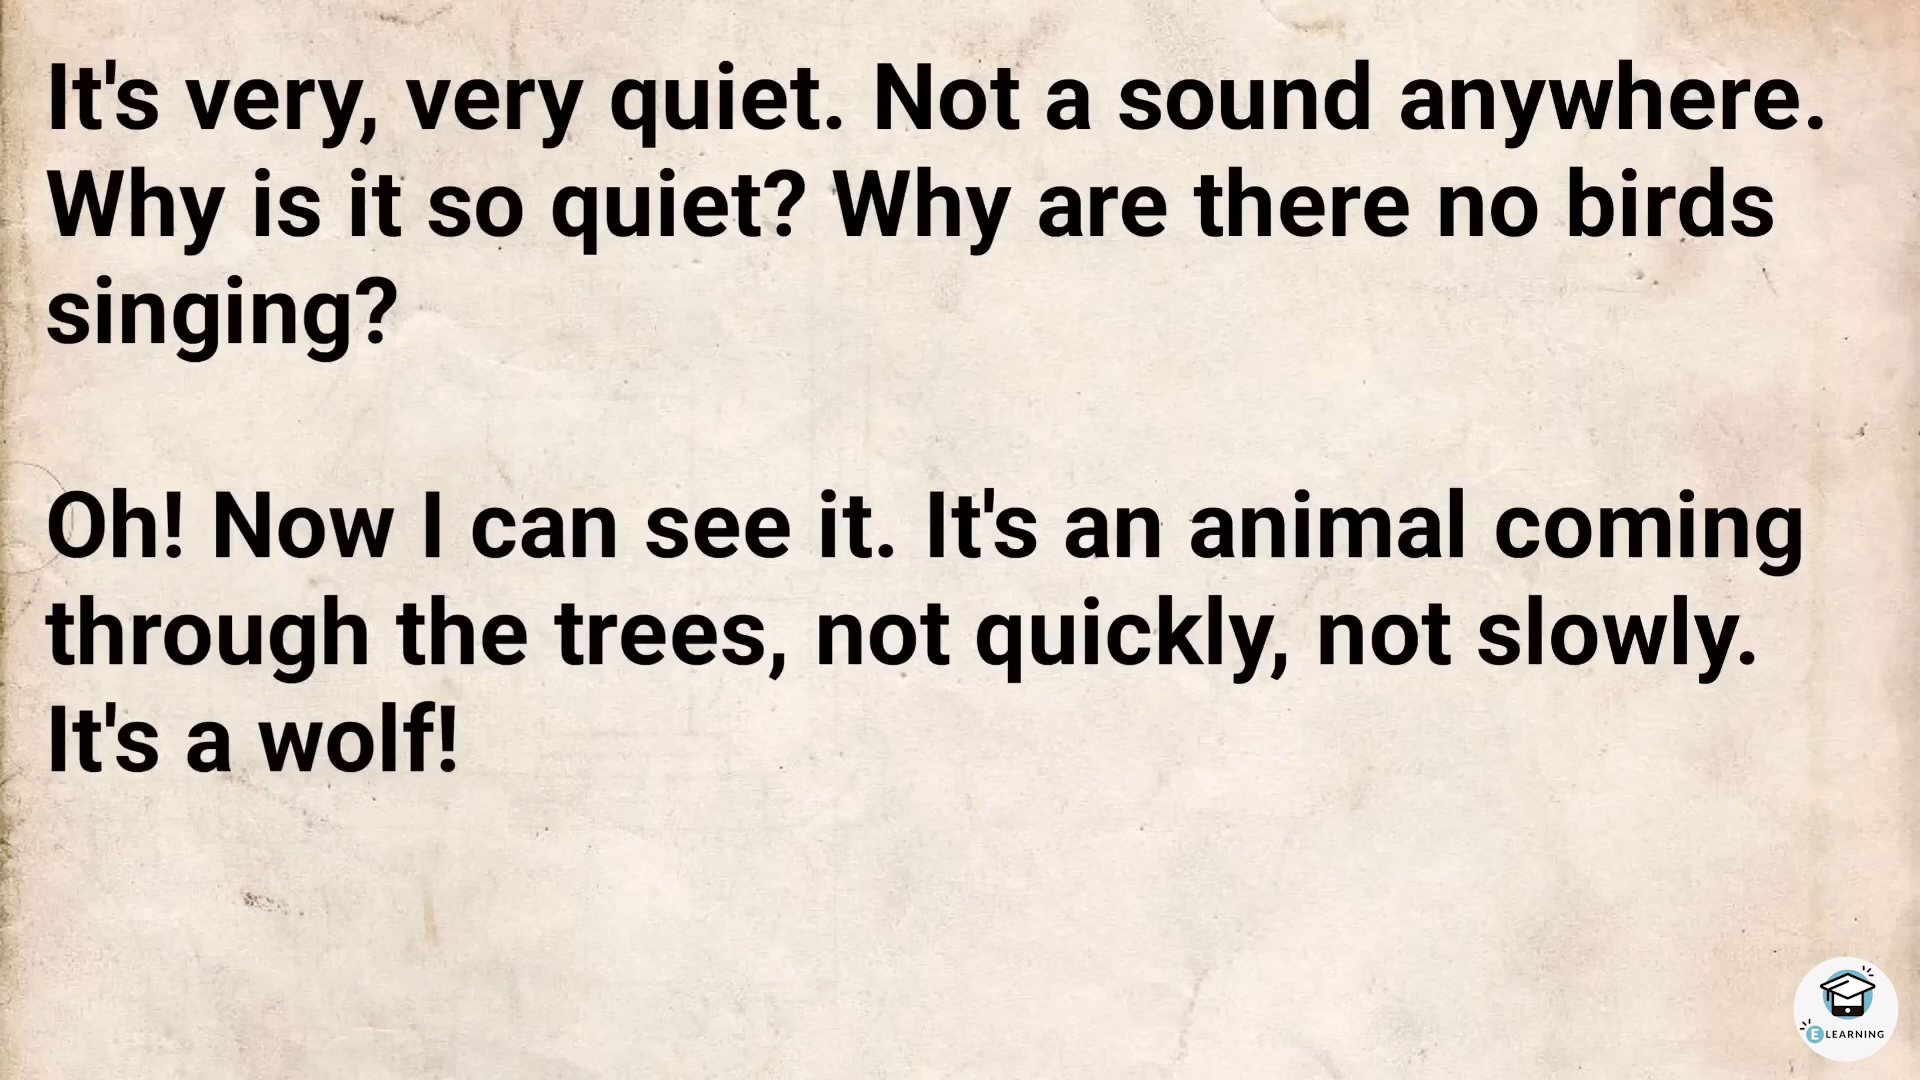 It's very, very quiet. Not a sound anywhere.
Why is it so quiet? Why are there no birds
singing?
Oh! Now I can see it. It's an animal coming
through the trees, not quickly, not slowly.
It's a wolf!
E LEARNING